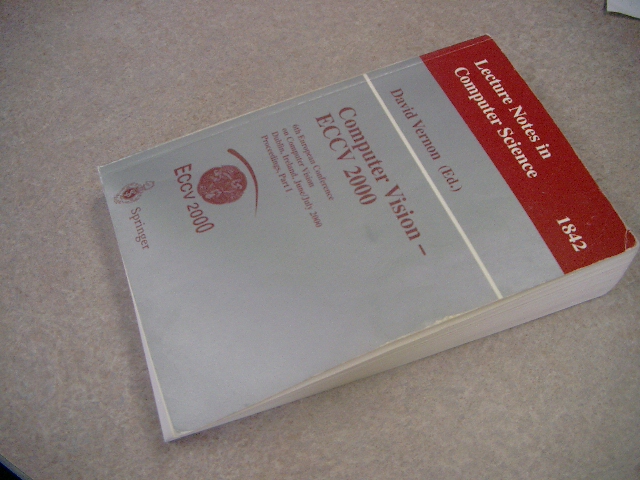 Lecture Notes in
Computer Science
1842
David Vernon (Ed.)
Computer Vision –
ECCV 2000
6th European Conference
on Computer Vision
Dublin, Ireland, June/July 2000
Proceedings, Part I
ECCV 2000
Springer